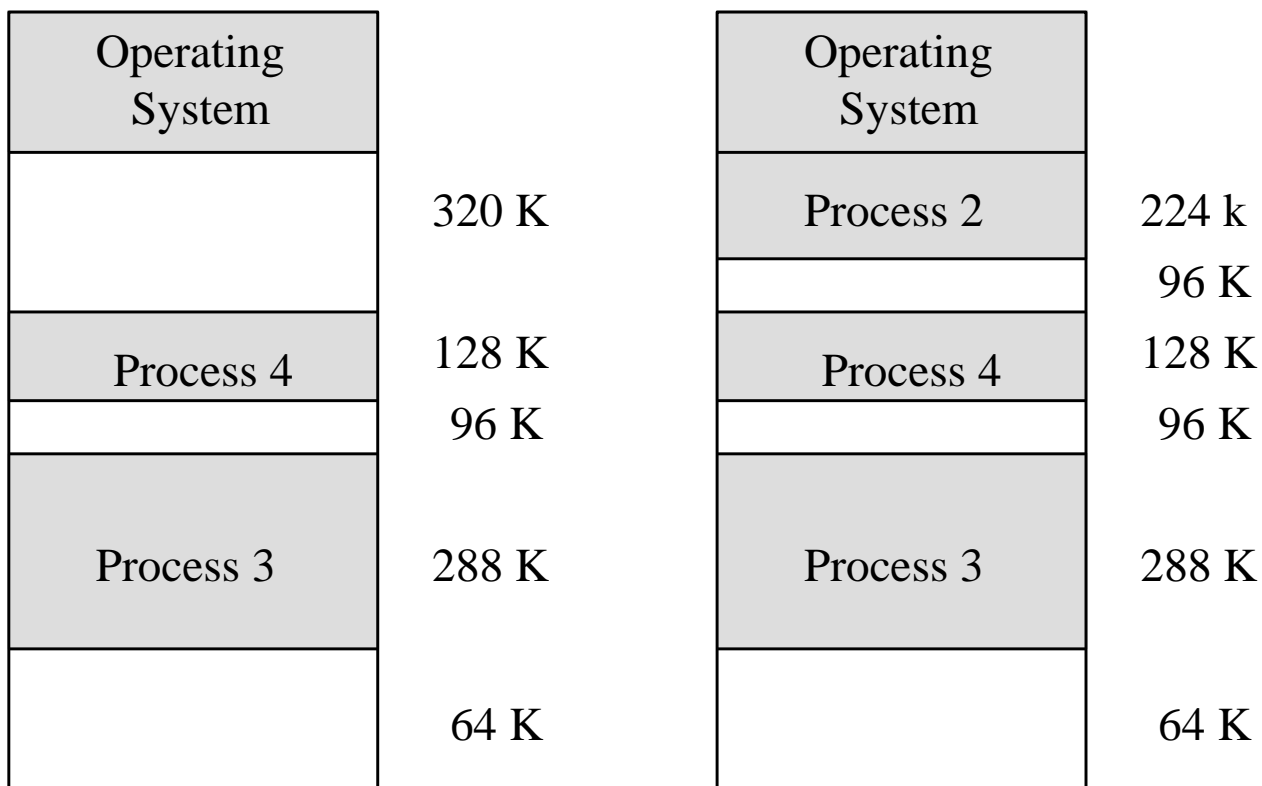 Operating
System
320 K
Process 4
128 K
96 K
Process 3
288 K
64 K
Operating
System
Process 2
224 k
96 K
Process 4
128 K
96 K
Process 3
288 K
64 K